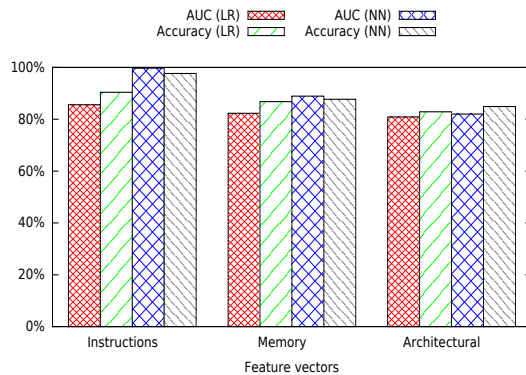 AUC (LR)
Accuracy (LR)
AUC (NN)
Accuracy (NN)
100%
80%
60%
40%
20%
0%
Instructions
Memory
Architectural
Feature vectors